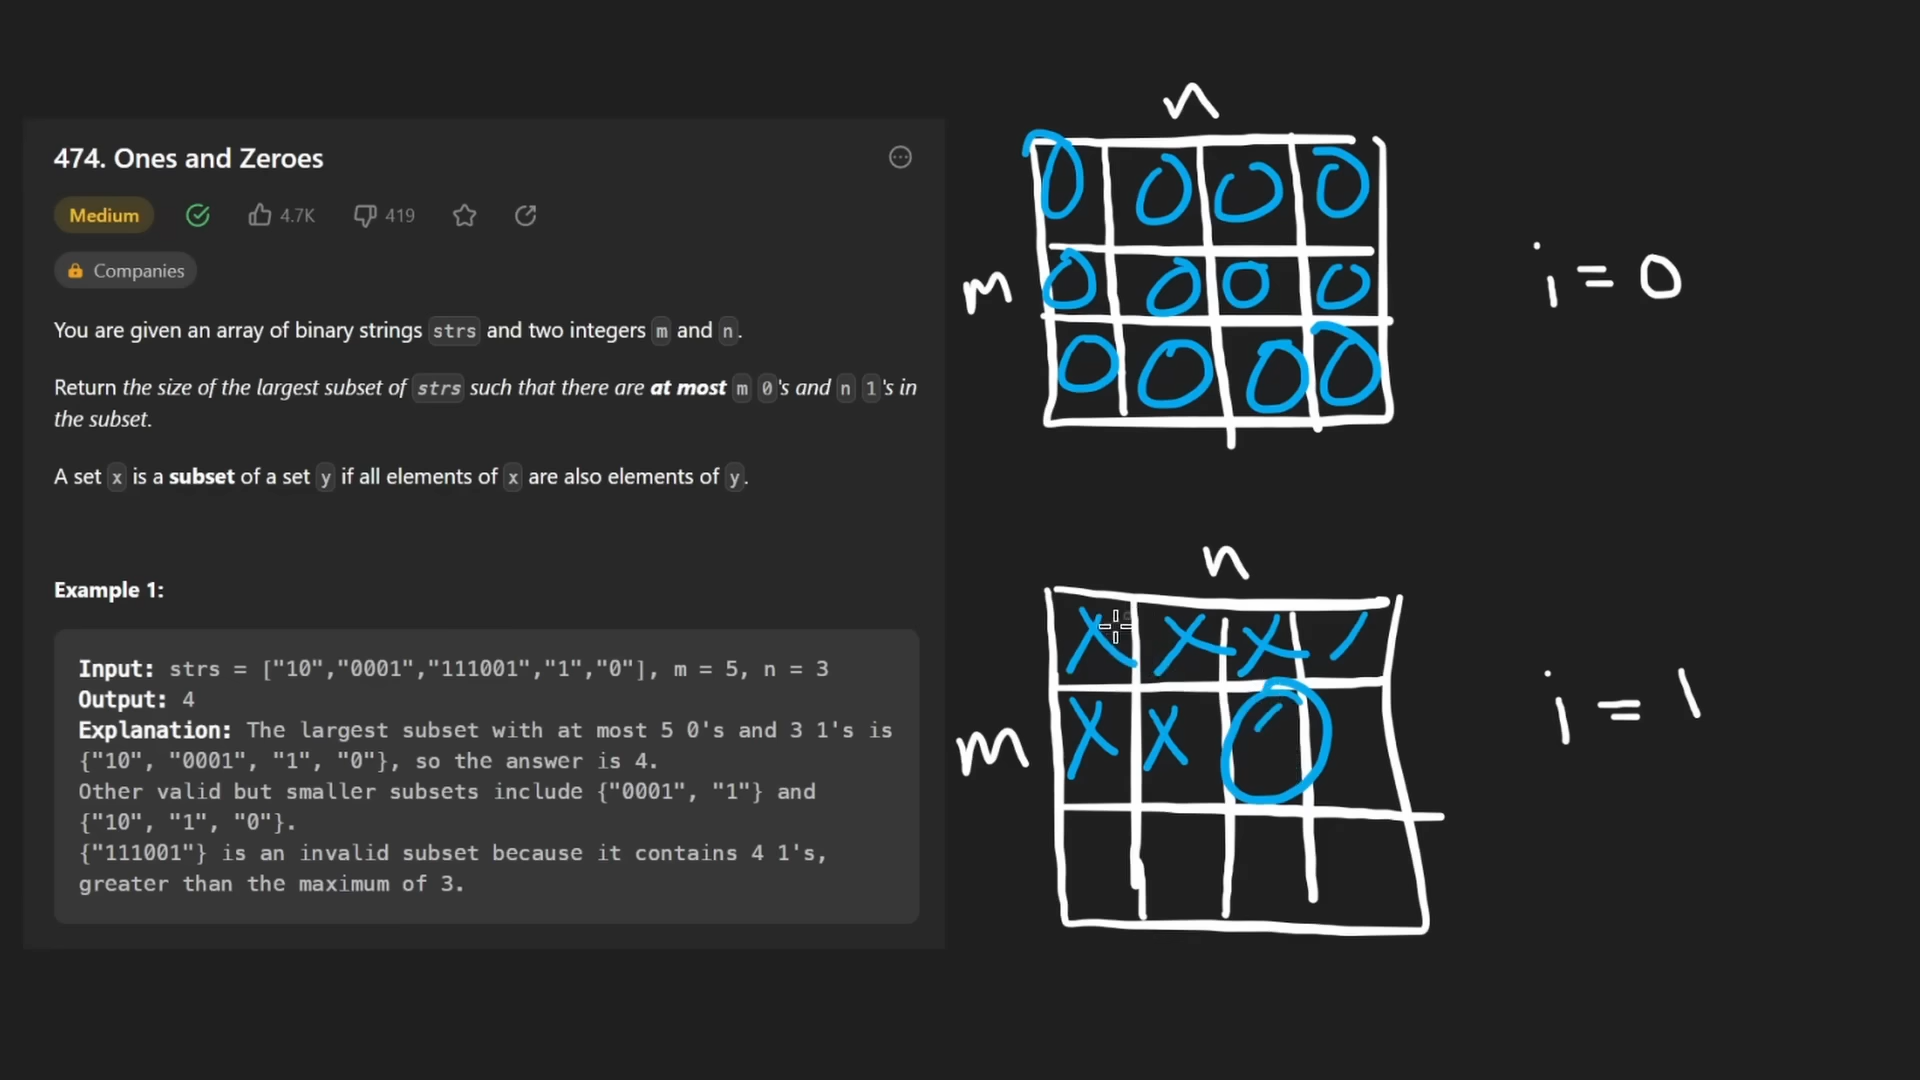 474. Ones and Zeroes
Medium 4.7K 419
Companies
You are given an array of binary strings strs and two integers m and n.
Return the size of the largest subset of strs such that there are at most m 0's and n 1's in
the subset.
A set x is a subset of a set y if all elements of x are also elements of y.
Example 1:
Input: strs = ["10","0001","111001","1","0"], m = 5, n = 3
Output: 4
Explanation: The largest subset with at most 5 0's and 3 1's is
{"10", "0001", "1", "0"}, so the answer is 4.
Other valid but smaller subsets include {"0001", "1"} and
{"10", "1", "0"}.
{"111001"} is an invalid subset because it contains 4 1's,
greater than the maximum of 3.
n
0 0 0 0
m 0 0 0 0 i = 0
0 0 0 0
n
X X X /
m X X i = 1